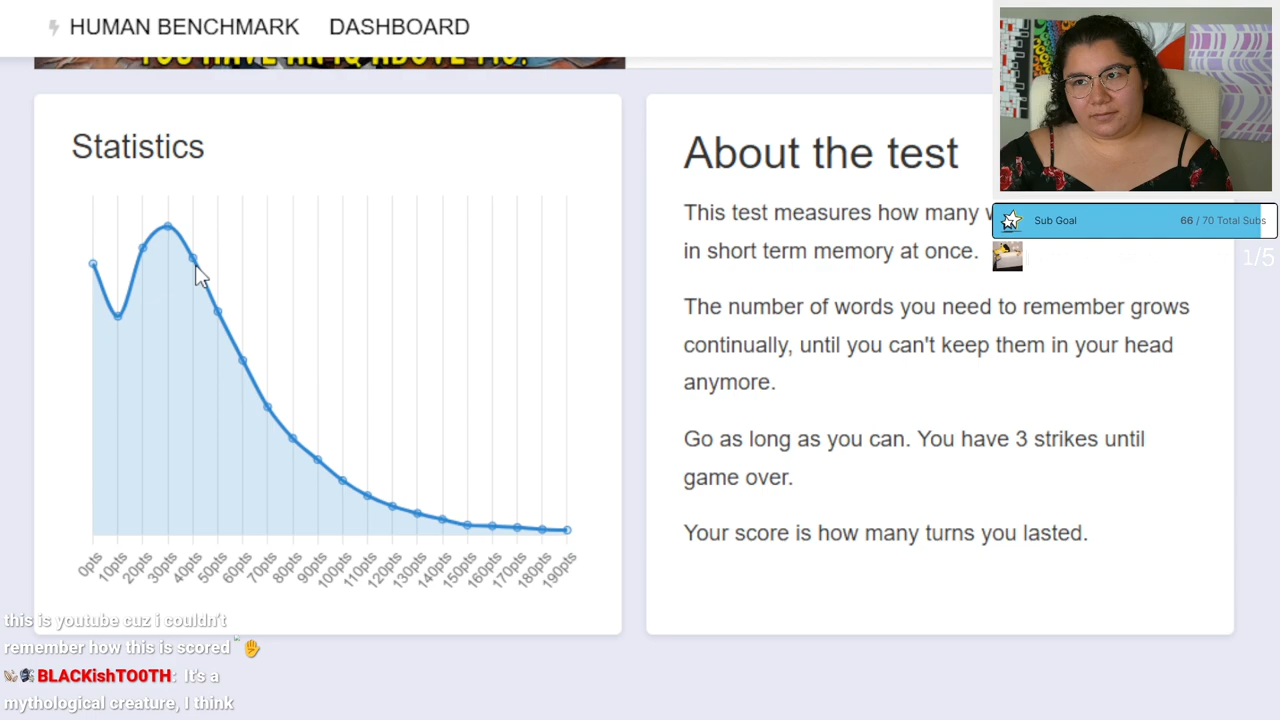 HUMAN BENCHMARK DASHBOARD
Statistics
0pts
10pts
20pts
30pts
40pts
50pts
60pts
70pts
80pts
90pts
100pts
110pts
120pts
130pts
140pts
150pts
160pts
170pts
180pts
190pts
About the test
This test measures how many
in short term memory at once.
The number of words you need to remember grows
continually, until you can't keep them in your head
anymore.
Go as long as you can. You have 3 strikes until
game over.
Your score is how many turns you lasted.
Sub Goal 66 / 70 Total Subs
1/5
this is youtube cuz i couldn't
remember how this is scored
BLACKishTO0TH: It's a
mythological creature, I think